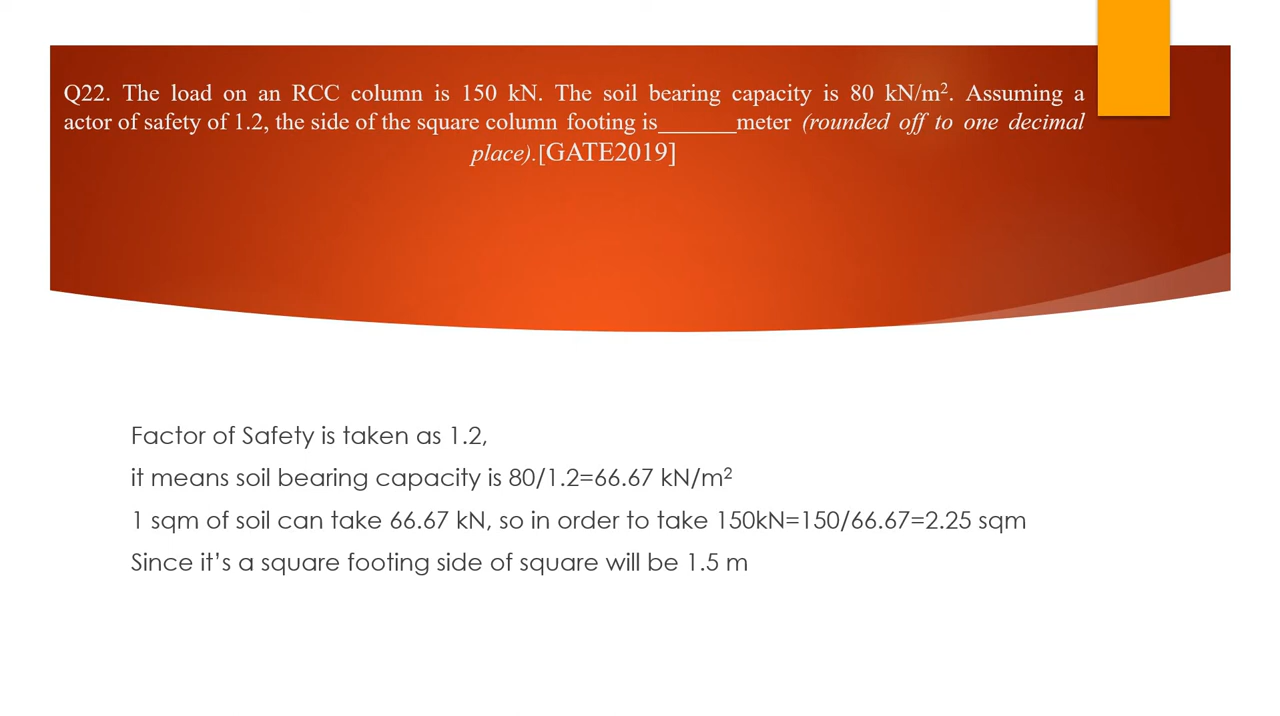 Q22. The load on an RCC column is 150 kN. The soil bearing capacity is 80 kN/m². Assuming a
actor of safety of 1.2, the side of the square column footing is______meter (rounded off to one decimal
place).[GATE2019]
Factor of Safety is taken as 1.2,
it means soil bearing capacity is 80/1.2=66.67 kN/m²
1 sqm of soil can take 66.67 kN, so in order to take 150kN=150/66.67=2.25 sqm
Since it’s a square footing side of square will be 1.5 m